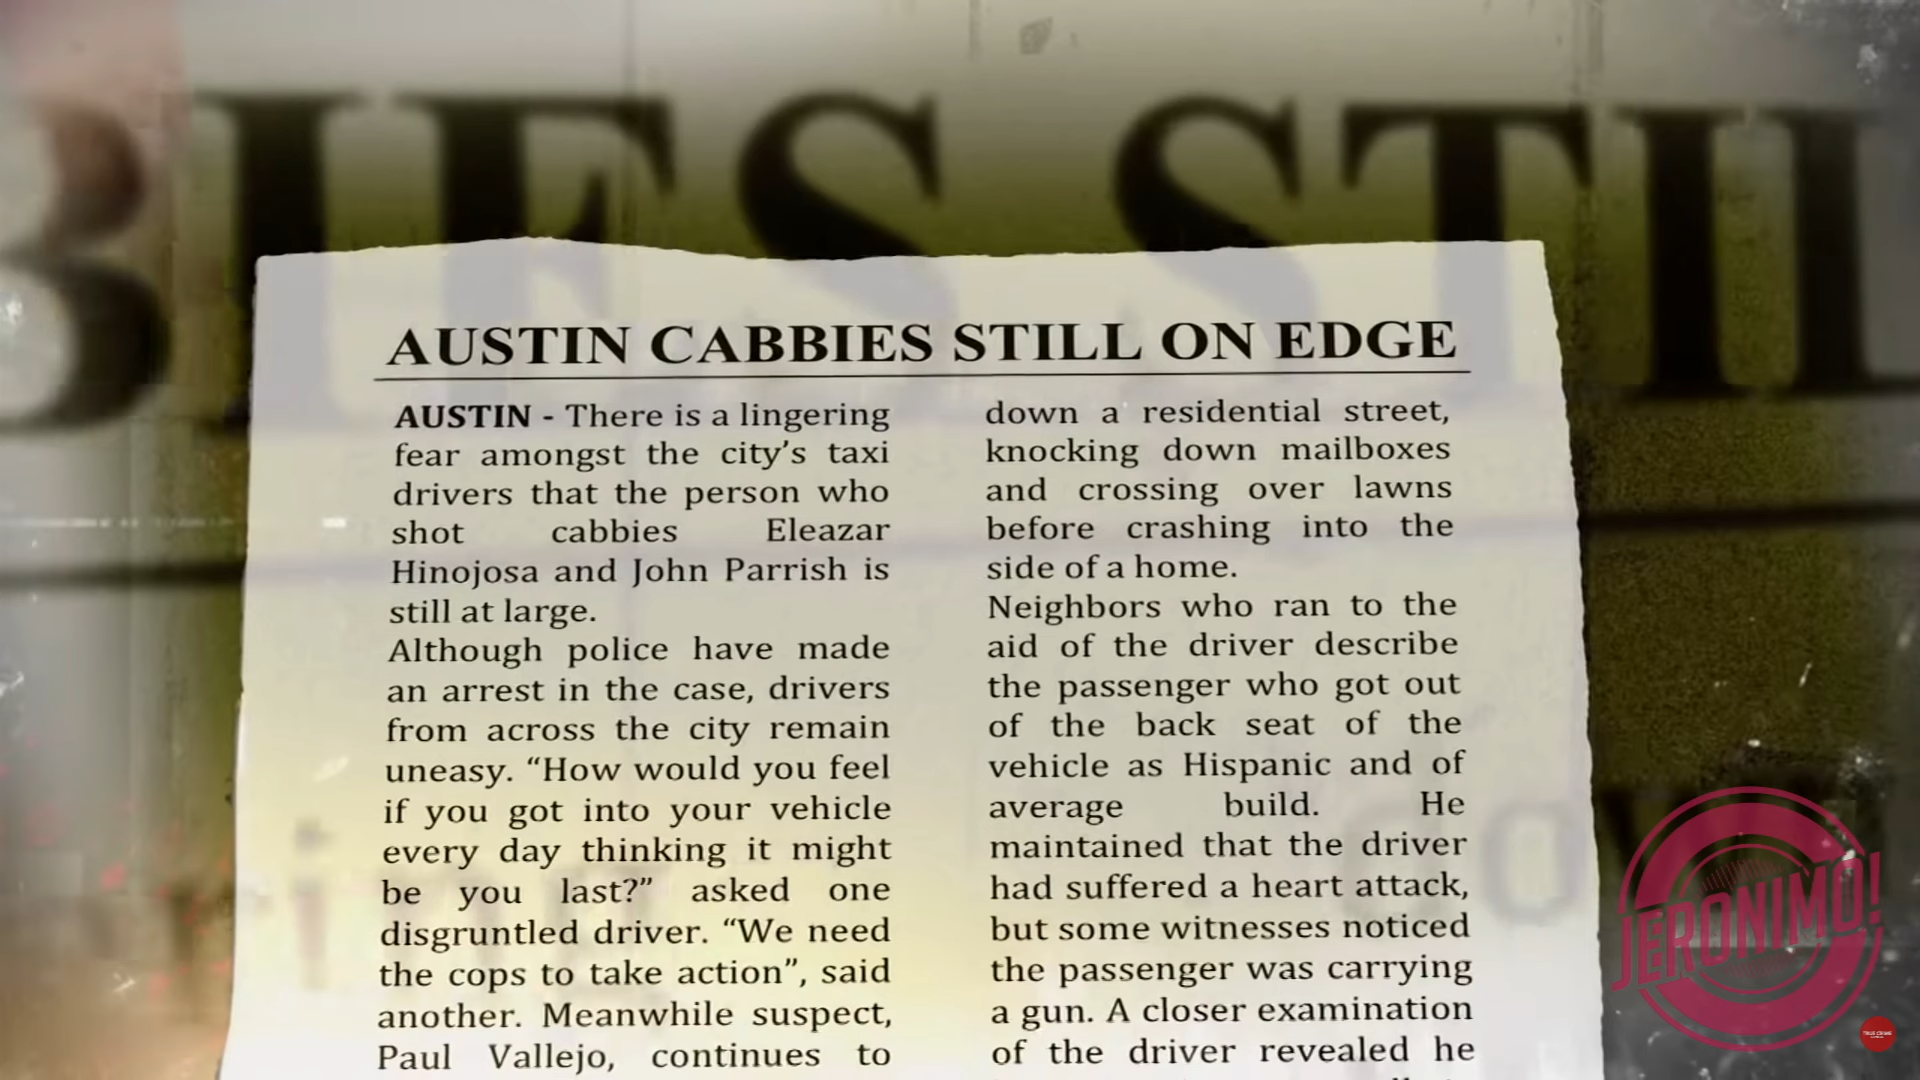 BIES STIL
AUSTIN CABBIES STILL ON EDGE
AUSTIN - There is a lingering
fear amongst the city's taxi
drivers that the person who
shot cabbies Eleazar
Hinojosa and John Parrish is
still at large.
Although police have made
an arrest in the case, drivers
from across the city remain
uneasy. “How would you feel
if you got into your vehicle
every day thinking it might
be you last?” asked one
disgruntled driver. “We need
the cops to take action”, said
another. Meanwhile suspect,
Paul Vallejo, continues to
down a residential street,
knocking down mailboxes
and crossing over lawns
before crashing into the
side of a home.
Neighbors who ran to the
aid of the driver describe
the passenger who got out
of the back seat of the
vehicle as Hispanic and of
average build. He
maintained that the driver
had suffered a heart attack,
but some witnesses noticed
the passenger was carrying
a gun. A closer examination
of the driver revealed he
JERONIMO!
TRUE CRIME